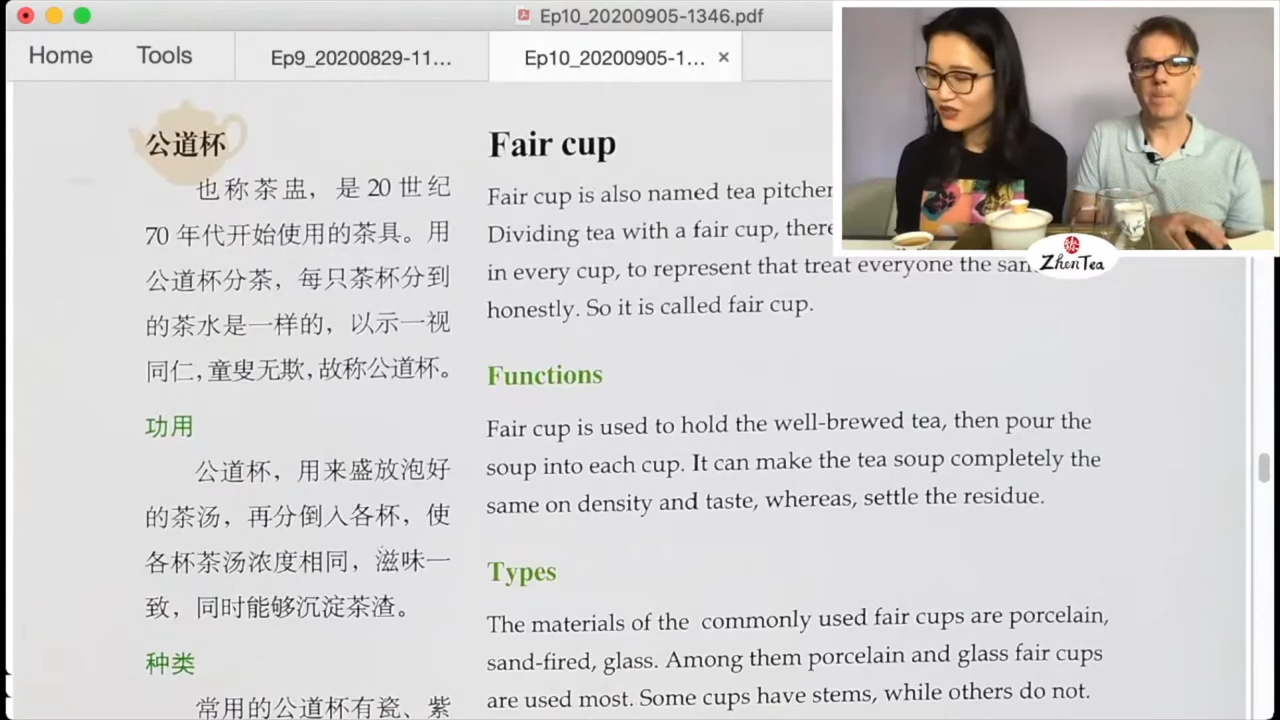 Ep10_20200905-1346.pdf
Home
Tools
Ep9_20200829-11...
Ep10_20200905-1...
公道杯
也称茶盅，是 20 世纪
70 年代开始使用的茶具。用
公道杯分茶，每只茶杯分到
的茶水是一样的，以示一视
同仁，童叟无欺，故称公道杯。
功用
公道杯，用来盛放泡好
的茶汤，再分倒入各杯，使
各杯茶汤浓度相同，滋味一
致，同时能够沉淀茶渣。
种类
常用的公道杯有瓷、紫
Fair cup
Fair cup is also named tea pitcher
Dividing tea with a fair cup, there
in every cup, to represent that treat everyone the
honestly. So it is called fair cup.
Functions
Fair cup is used to hold the well-brewed tea, then pour the
soup into each cup. It can make the tea soup completely the
same on density and taste, whereas, settle the residue.
Types
The materials of the commonly used fair cups are porcelain,
sand-fired, glass. Among them porcelain and glass fair cups
are used most. Some cups have stems, while others do not.
ZhenTea